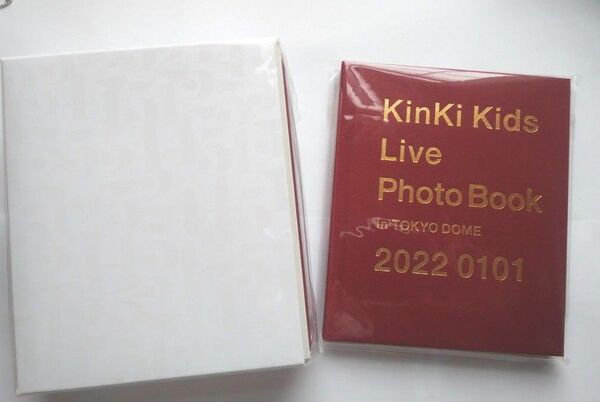 KinKi Kids
Live
Photo Book
in TOKYO DOME
2022 0101